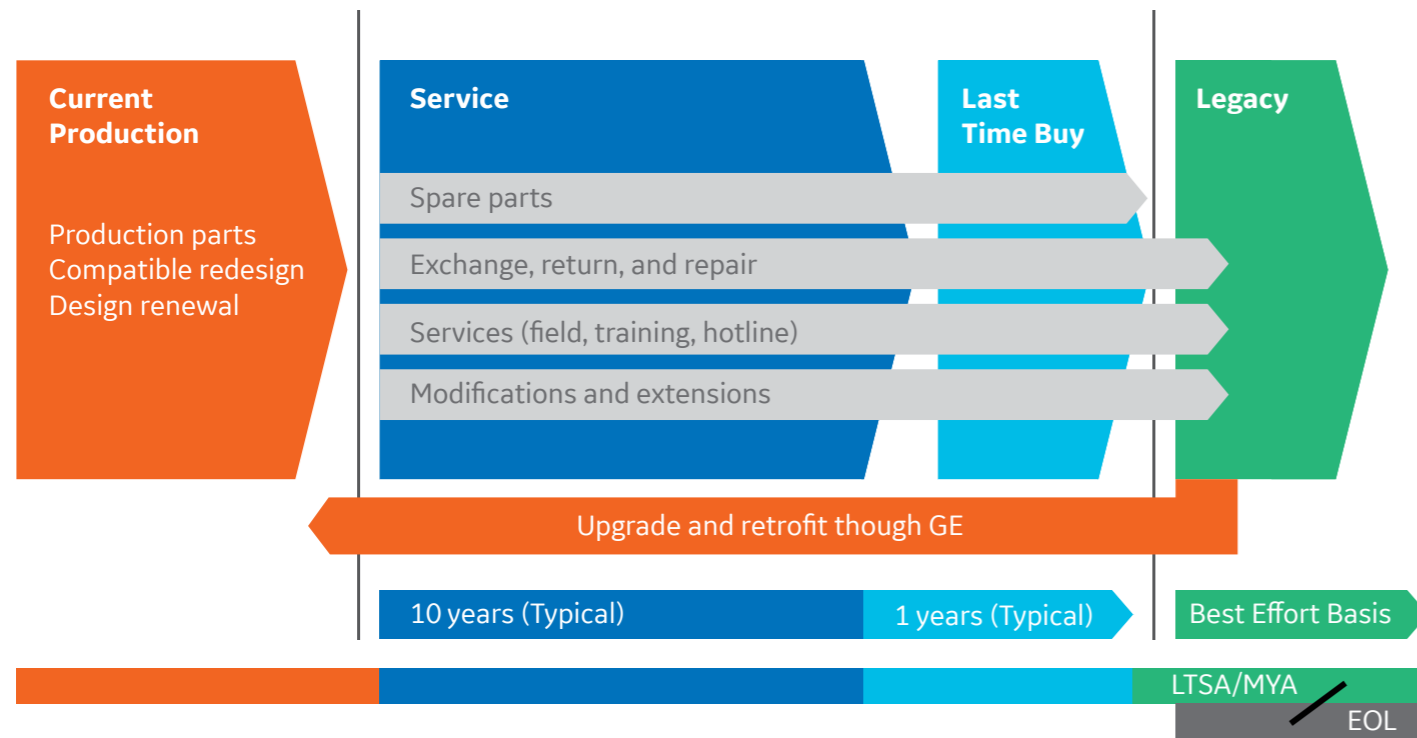 Current
Production
Production parts
Compatible redesign
Design renewal
Service
Last
Time Buy
Legacy
Spare parts
Exchange, return, and repair
Services (field, training, hotline)
Modifications and extensions
Upgrade and retrofit though GE
10 years (Typical)
1 years (Typical)
Best Effort Basis
LTSA/MYA
EOL